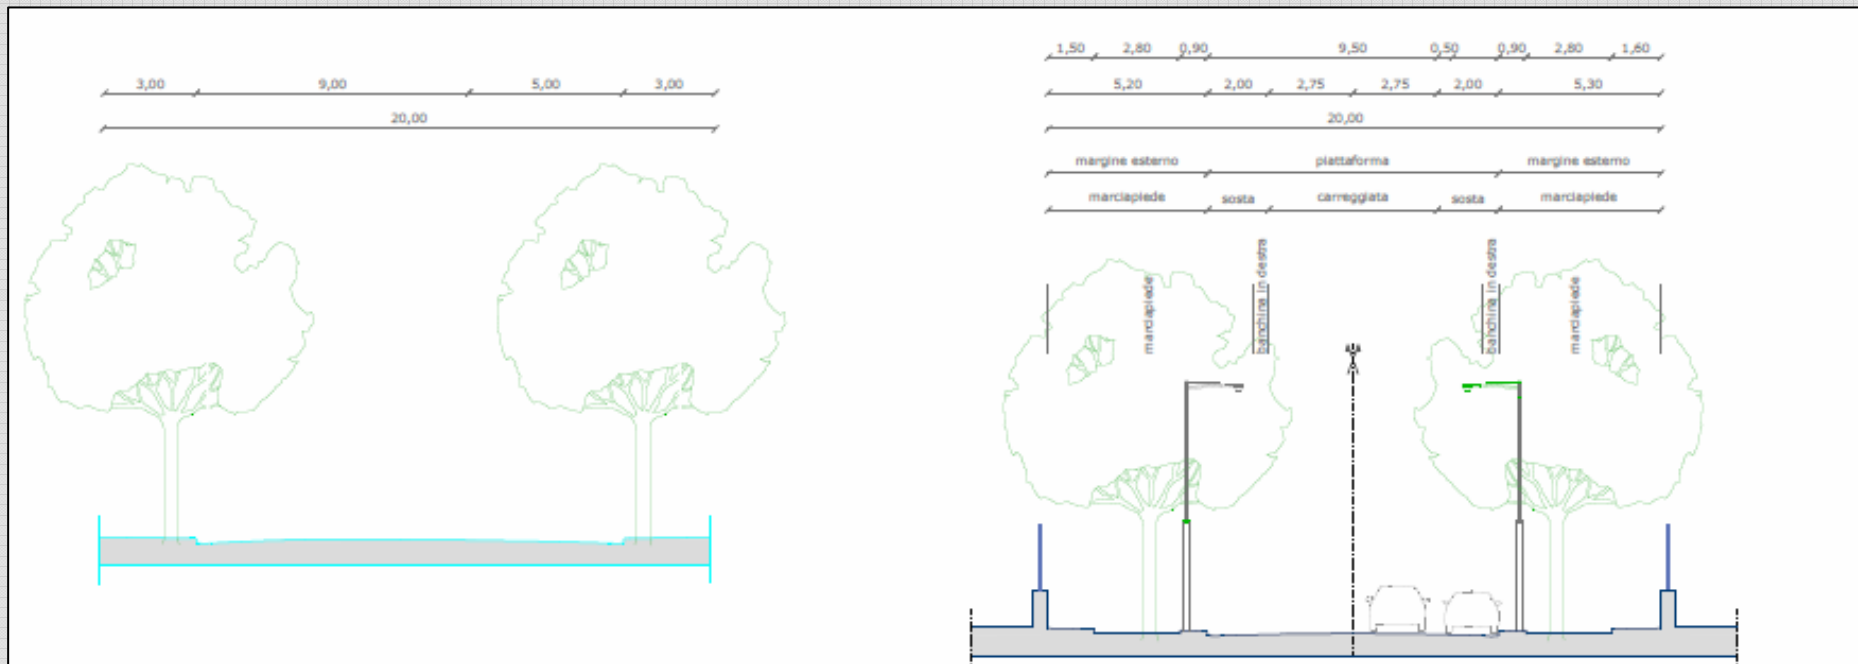 3,00 9,00 5,00 3,00
20,00
1,50 2,80 0,90 9,50 0,50 0,90 2,80 1,60
5,20 2,00 2,75 2,75 2,00 5,30
20,00
margine esterno piattaforma margine esterno
marciapiede sosta carreggiata sosta marciapiede
marciapiede
banchina in destra
banchina in destra
marciapiede